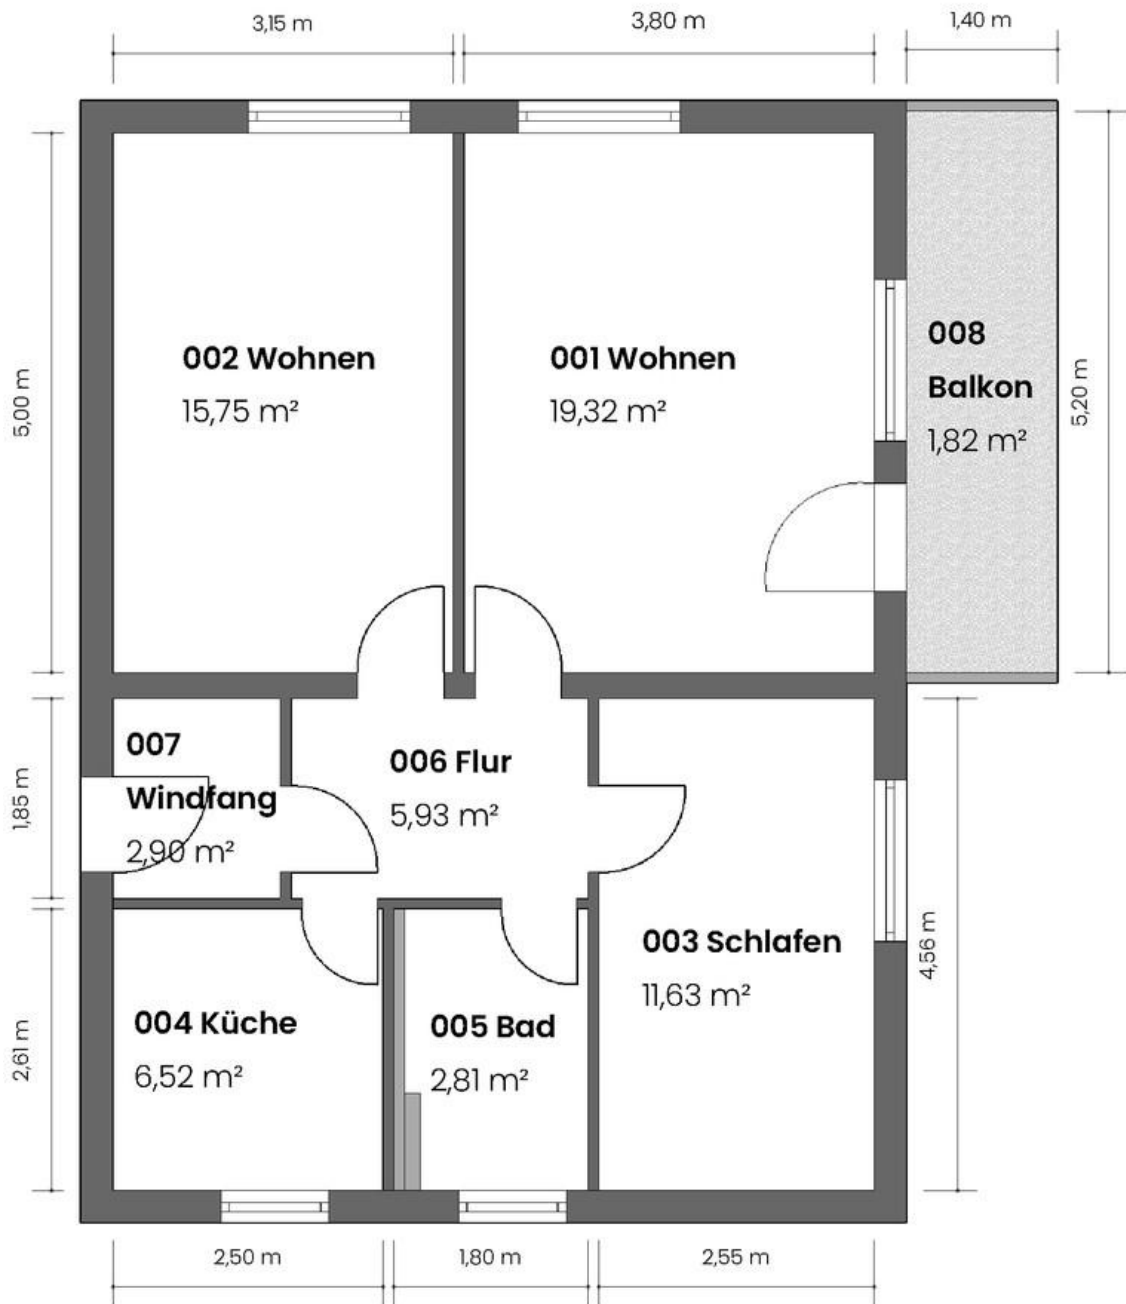 3,15 m
3,80 m
1,40 m
5,00 m
002 Wohnen
15,75 m²
001 Wohnen
19,32 m²
008
Balkon
1,82 m²
5,20 m
1,85 m
007
Windfang
2,90 m²
006 Flur
5,93 m²
2,61 m
004 Küche
6,52 m²
005 Bad
2,81 m²
003 Schlafen
11,63 m²
4,56 m
2,50 m
1,80 m
2,55 m